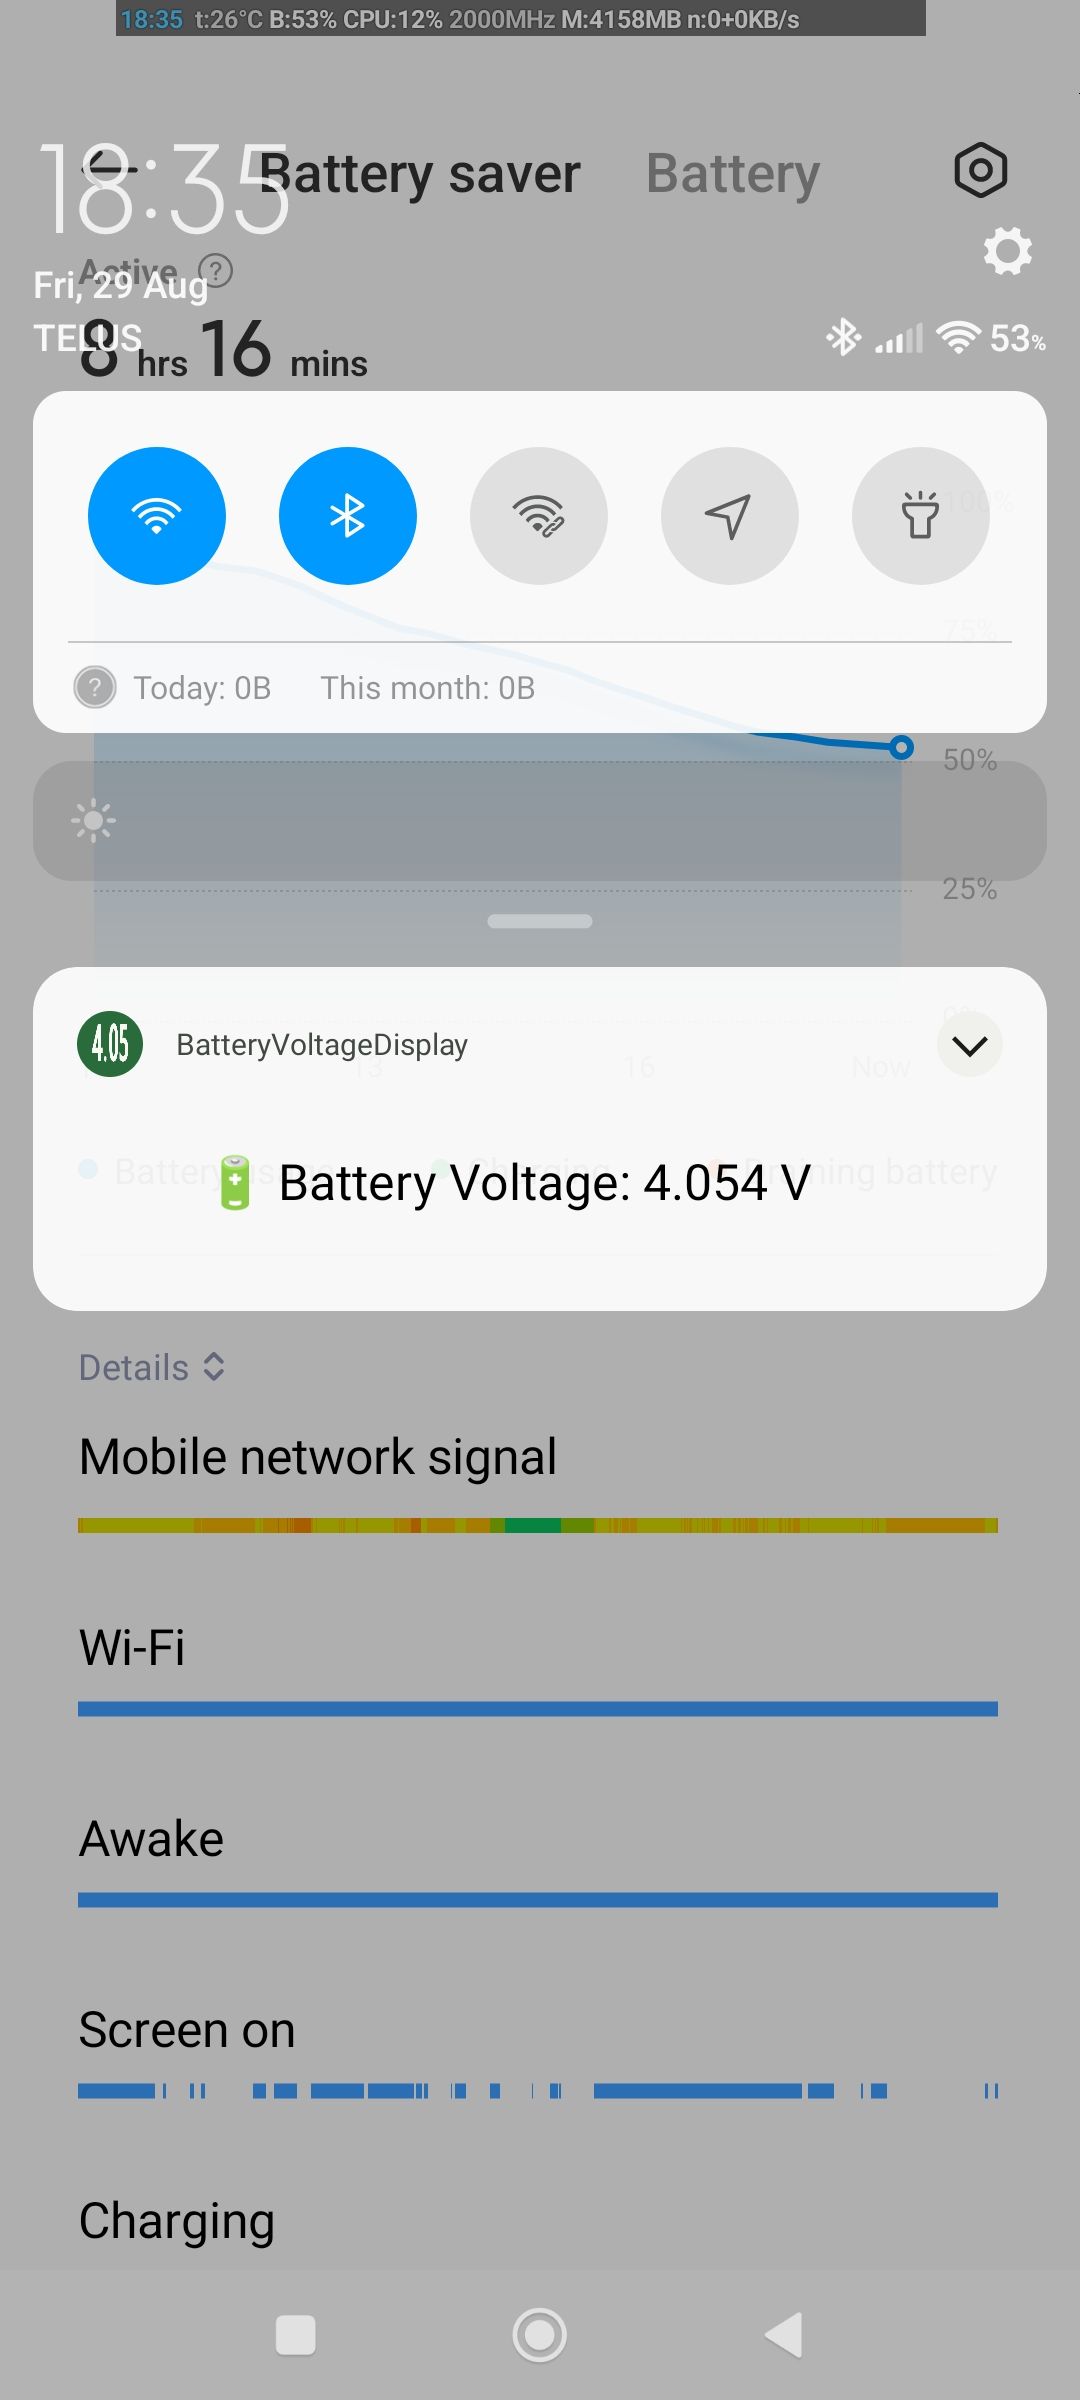 18:35 t:26°C B:53% CPU:12% 2000MHz M:4158MB n:0+0KB/s
18:35
Battery saver
Battery
Active ?
Fri, 29 Aug
TELUS
8 hrs 16 mins
53%
100%
75%
? Today: 0B This month: 0B
50%
25%
0%
4.05 BatteryVoltageDisplay
13 16 Now
Battery usage Charging Draining battery
Battery Voltage: 4.054 V
Details
Mobile network signal
Wi-Fi
Awake
Screen on
Charging